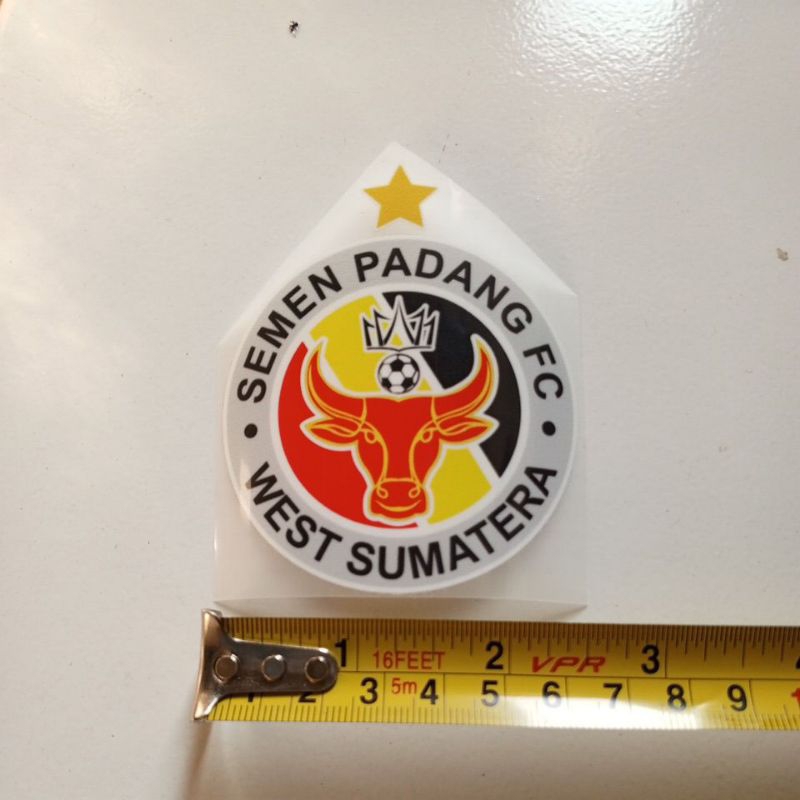 SEMEN PADANG FC
WEST SUMATERA
1 16FEET 2 VPR 3
1 2 3 5m 4 5 6 7 8 9